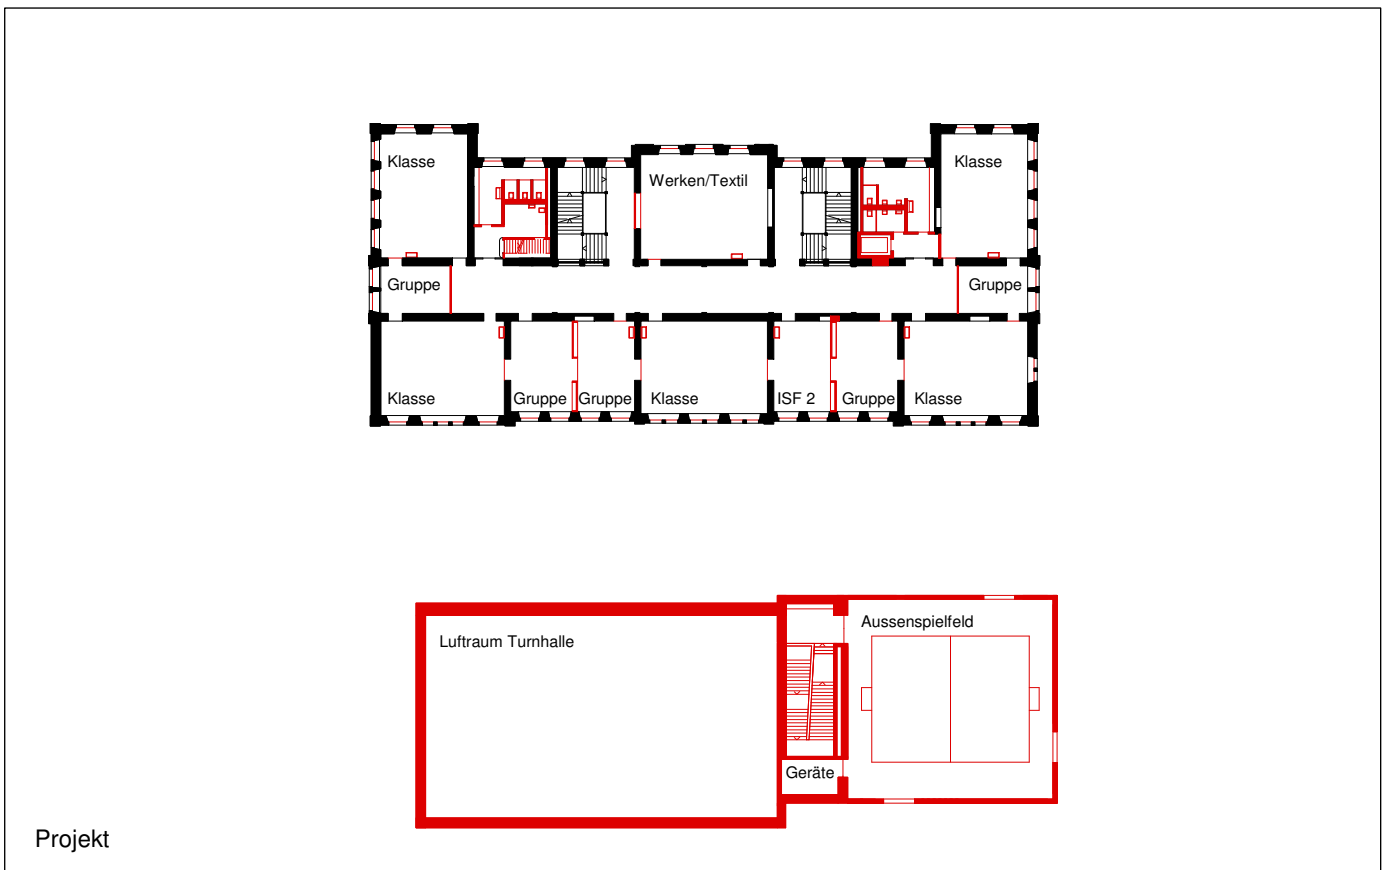 Klasse
Werken/Textil
Klasse
Gruppe
Gruppe
Klasse
Gruppe
Gruppe
Klasse
ISF 2
Gruppe
Klasse
Aussenspielfeld
Luftraum Turnhalle
Geräte
Projekt